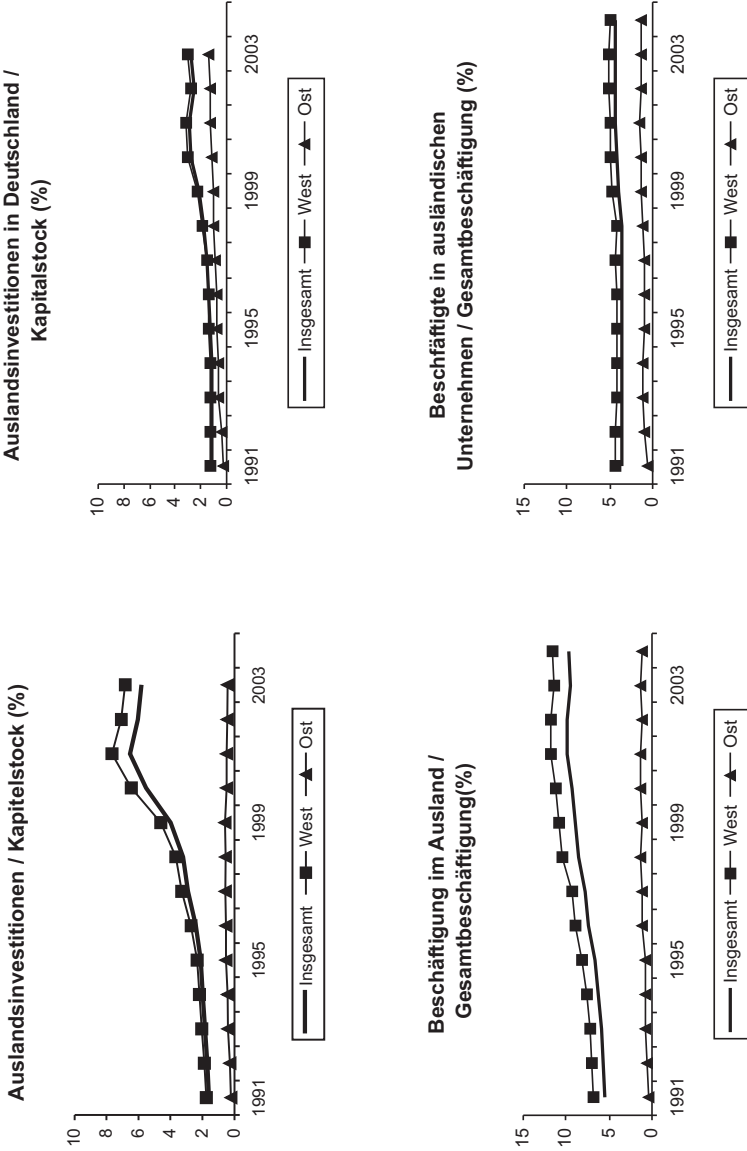 Auslandsinvestitionen / Kapitelstock (%)
10
8
6
4
2
0
1991
1995
1999
2003
Insgesamt
West
Ost
Auslandsinvestitionen in Deutschland /
Kapitalstock (%)
10
8
6
4
2
0
1991
1995
1999
2003
Insgesamt
West
Ost
Beschäftigung im Ausland /
Gesamtbeschäftigung(%)
15
10
5
0
1991
1995
1999
2003
Insgesamt
West
Ost
Beschfäftigte in ausländischen
Unternehmen / Gesamtbeschäftigung (%)
15
10
5
0
1991
1995
1999
2003
Insgesamt
West
Ost